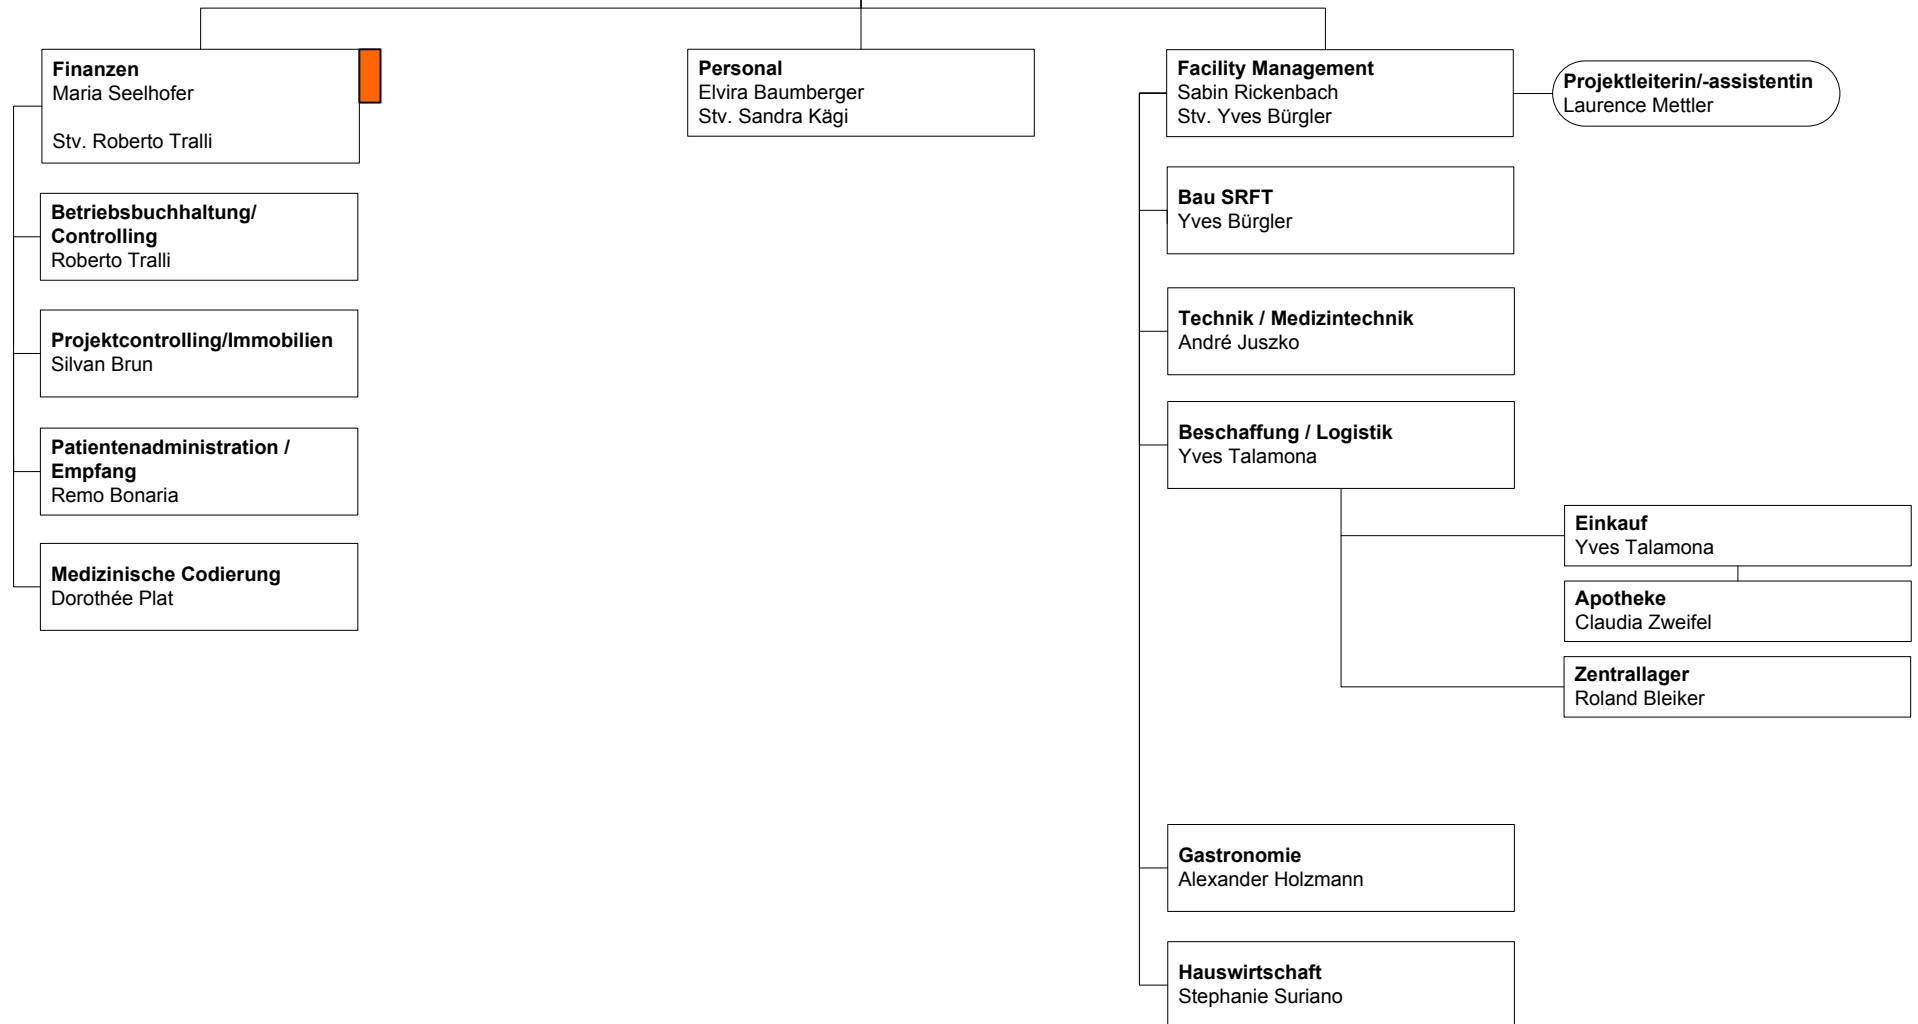 Finanzen
Maria Seelhofer
Stv. Roberto Tralli
Betriebsbuchhaltung/
Controlling
Roberto Tralli
Projektcontrolling/Immobilien
Silvan Brun
Patientenadministration /
Empfang
Remo Bonaria
Medizinische Codierung
Dorothée Plat
Personal
Elvira Baumberger
Stv. Sandra Kägi
Facility Management
Sabin Rickenbach
Stv. Yves Bürgler
Projektleiterin/-assistentin
Laurence Mettler
Bau SRFT
Yves Bürgler
Technik / Medizintechnik
André Juszko
Beschaffung / Logistik
Yves Talamona
Einkauf
Yves Talamona
Apotheke
Claudia Zweifel
Zentrallager
Roland Bleiker
Gastronomie
Alexander Holzmann
Hauswirtschaft
Stephanie Suriano